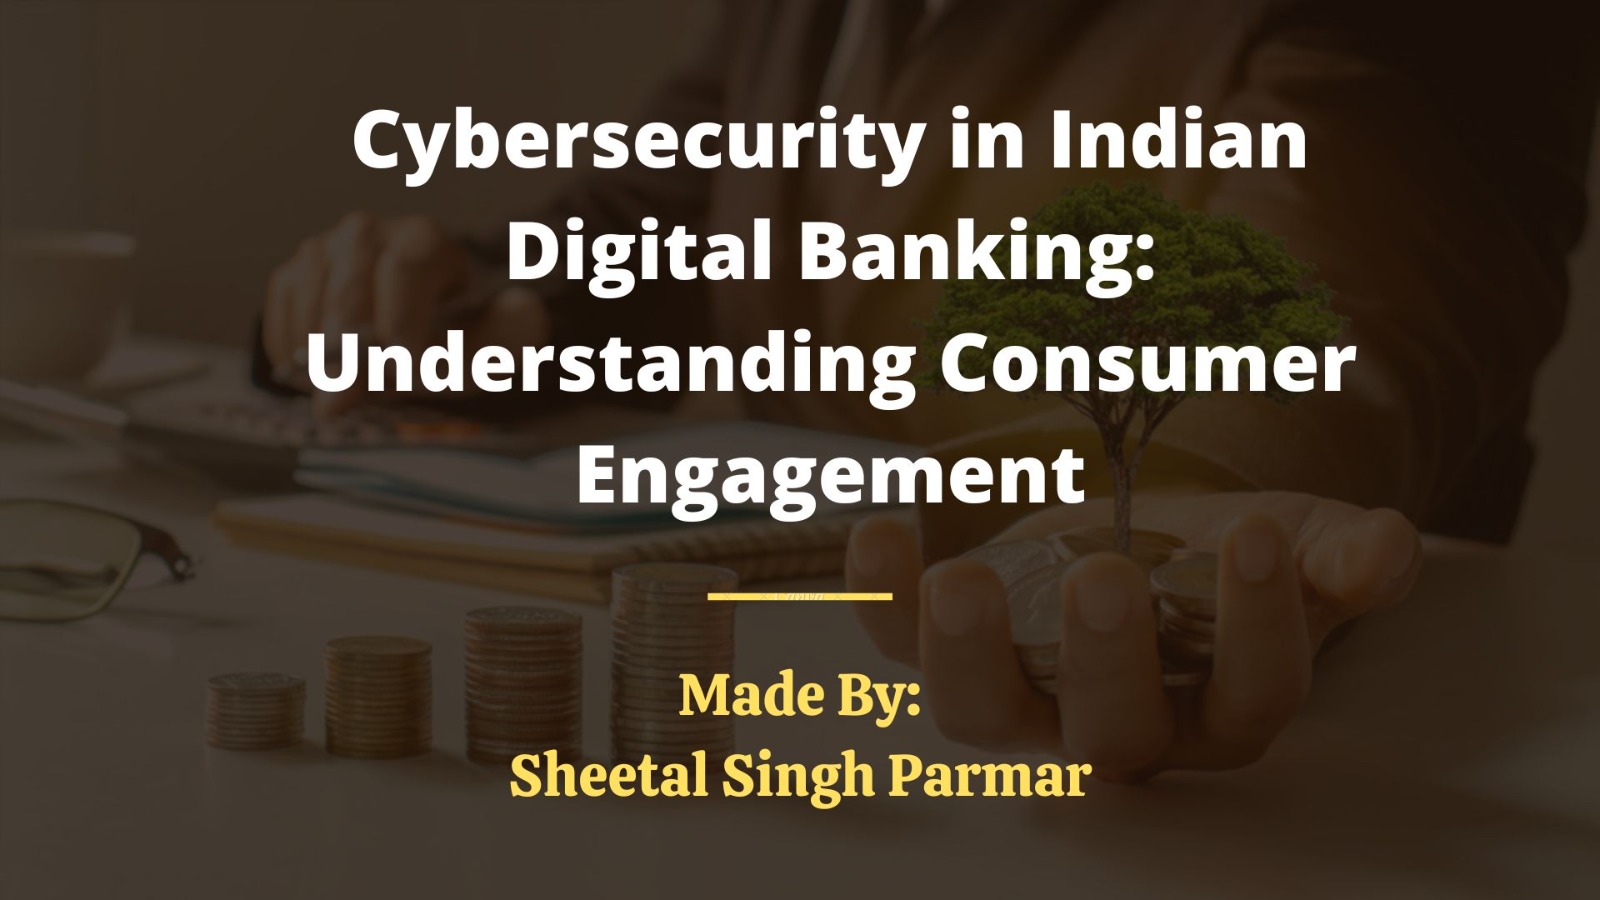 Cybersecurity in Indian
Digital Banking:
Understanding Consumer
Engagement
Made By:
Sheetal Singh Parmar